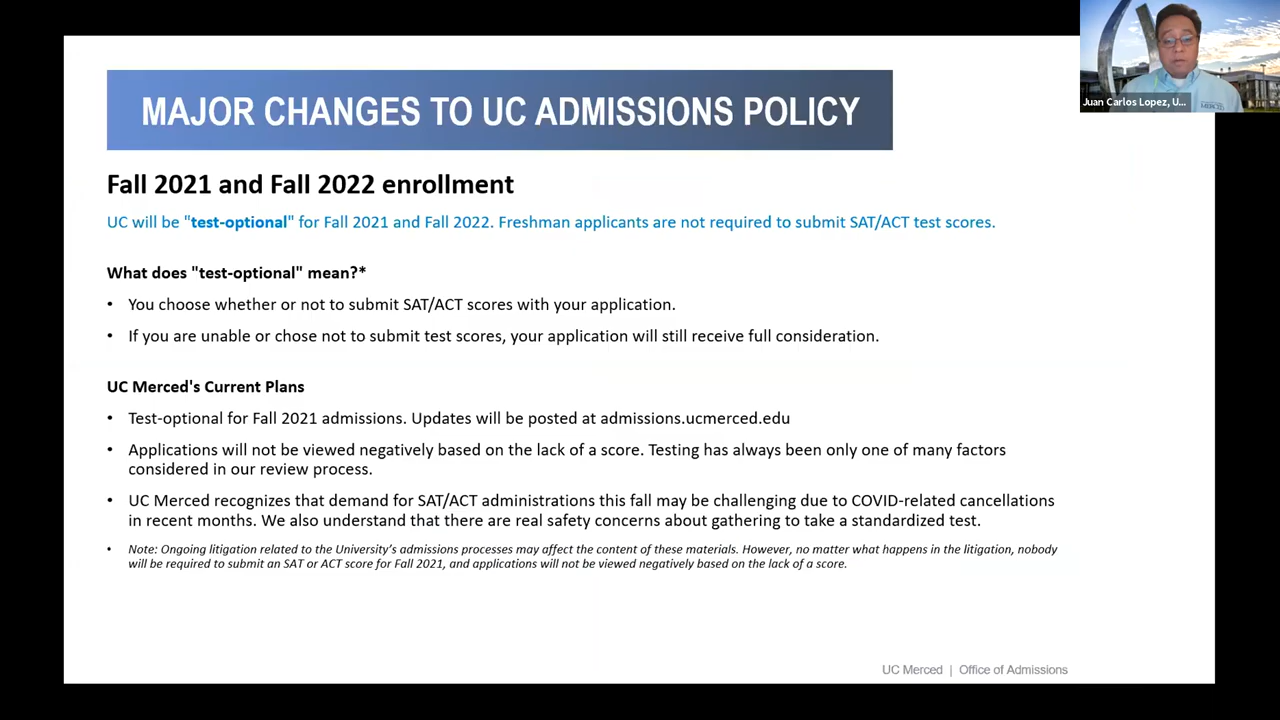 MAJOR CHANGES TO UC ADMISSIONS POLICY
Juan Carlos Lopez, U...
MERCED
Fall 2021 and Fall 2022 enrollment
UC will be "test-optional" for Fall 2021 and Fall 2022. Freshman applicants are not required to submit SAT/ACT test scores.
What does "test-optional" mean?*
• You choose whether or not to submit SAT/ACT scores with your application.
• If you are unable or chose not to submit test scores, your application will still receive full consideration.
UC Merced's Current Plans
• Test-optional for Fall 2021 admissions. Updates will be posted at admissions.ucmerced.edu
• Applications will not be viewed negatively based on the lack of a score. Testing has always been only one of many factors
considered in our review process.
• UC Merced recognizes that demand for SAT/ACT administrations this fall may be challenging due to COVID-related cancellations
in recent months. We also understand that there are real safety concerns about gathering to take a standardized test.
• Note: Ongoing litigation related to the University's admissions processes may affect the content of these materials. However, no matter what happens in the litigation, nobody
will be required to submit an SAT or ACT score for Fall 2021, and applications will not be viewed negatively based on the lack of a score.
UC Merced | Office of Admissions